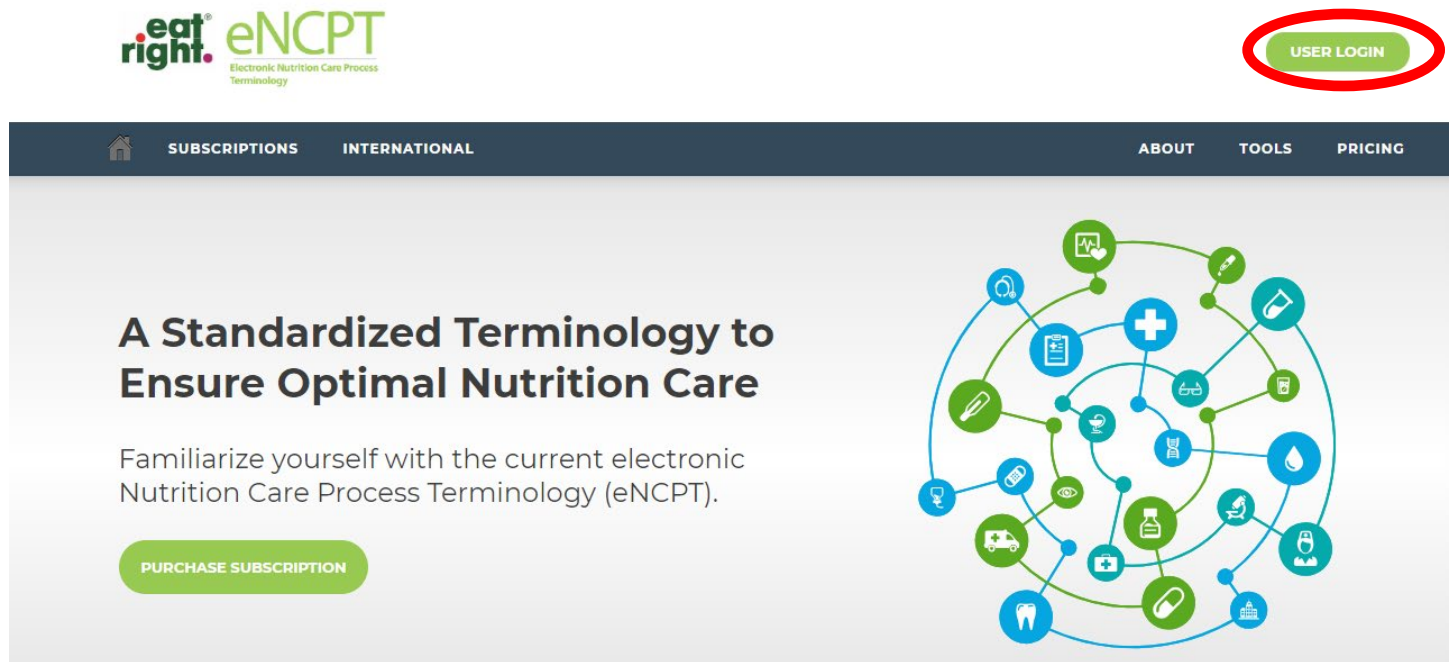 eat®
right.
eNCPT
Electronic Nutrition Care Process
Terminology
USER LOGIN
SUBSCRIPTIONS INTERNATIONAL ABOUT TOOLS PRICING
A Standardized Terminology to
Ensure Optimal Nutrition Care
Familiarize yourself with the current electronic
Nutrition Care Process Terminology (eNCPT).
PURCHASE SUBSCRIPTION